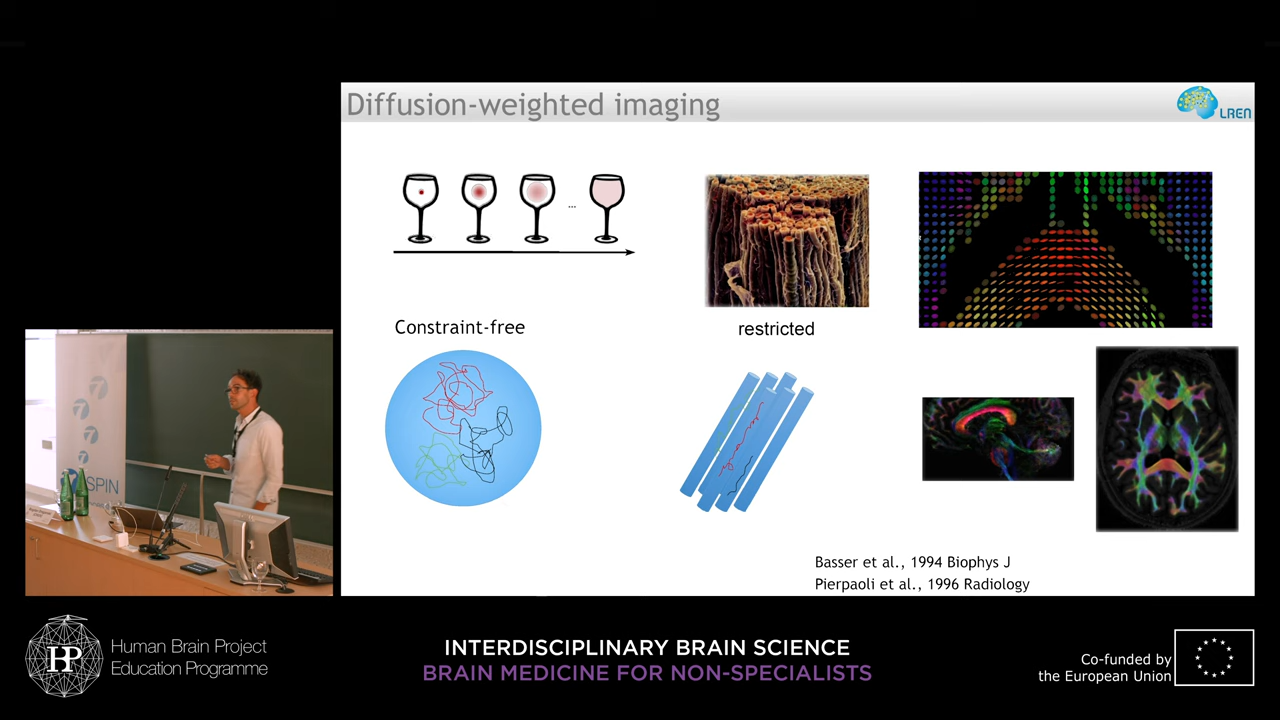 Diffusion-weighted imaging
LREN
...
Constraint-free
restricted
Basser et al., 1994 Biophys J
Pierpaoli et al., 1996 Radiology
SPIN
HP
Human Brain Project
Education Programme
INTERDISCIPLINARY BRAIN SCIENCE
BRAIN MEDICINE FOR NON-SPECIALISTS
Co-funded by
the European Union